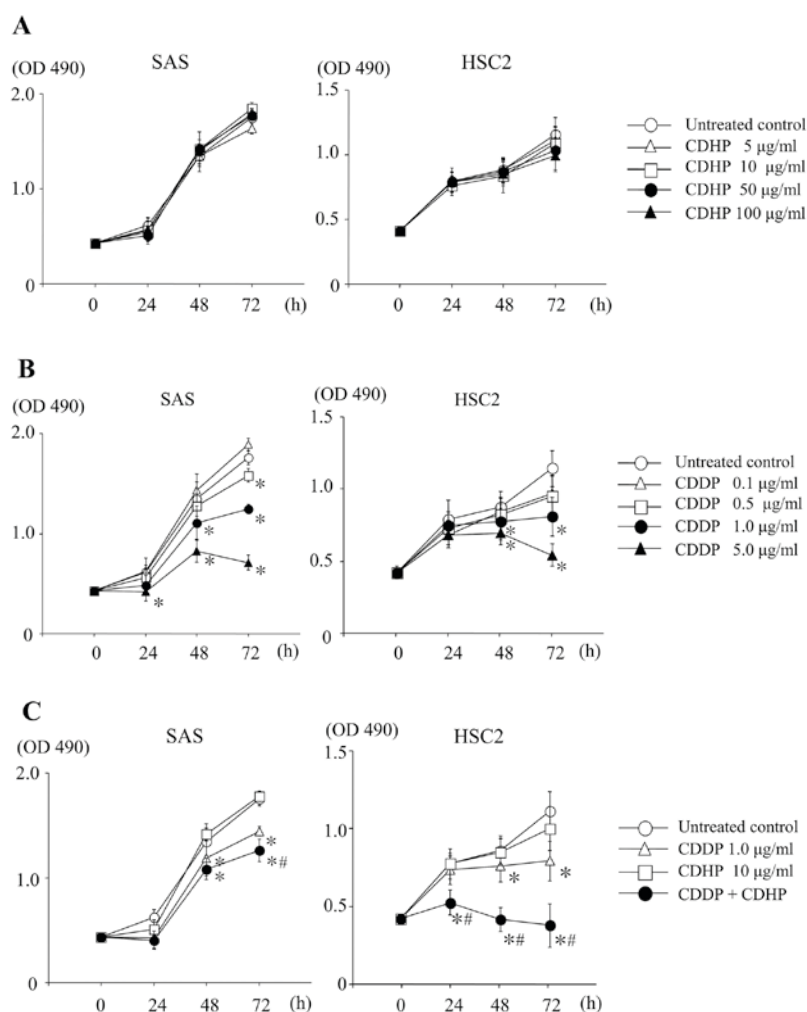 A
(OD 490)
SAS
2.0
1.0
0
0 24 48 72 (h)
(OD 490)
HSC2
1.5
1.0
0.5
0
0 24 48 72 (h)
Untreated control
CDHP 5 μg/ml
CDHP 10 μg/ml
CDHP 50 μg/ml
CDHP 100 μg/ml
B
(OD 490)
SAS
2.0
1.0
0
*
*
*
*
*
*
0 24 48 72 (h)
(OD 490)
HSC2
1.5
1.0
0.5
0
*
*
*
*
0 24 48 72 (h)
Untreated control
CDDP 0.1 μg/ml
CDDP 0.5 μg/ml
CDDP 1.0 μg/ml
CDDP 5.0 μg/ml
C
(OD 490)
SAS
2.0
1.0
0
*
*#
*
*
0 24 48 72 (h)
(OD 490)
HSC2
1.5
1.0
0.5
0
*
*
*#
*#
*#
0 24 48 72 (h)
Untreated control
CDDP 1.0 μg/ml
CDHP 10 μg/ml
CDDP + CDHP